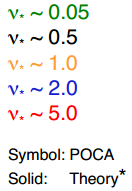 ν* ~ 0.05
ν* ~ 0.5
ν* ~ 1.0
ν* ~ 2.0
ν* ~ 5.0
Symbol: POCA
Solid: Theory*